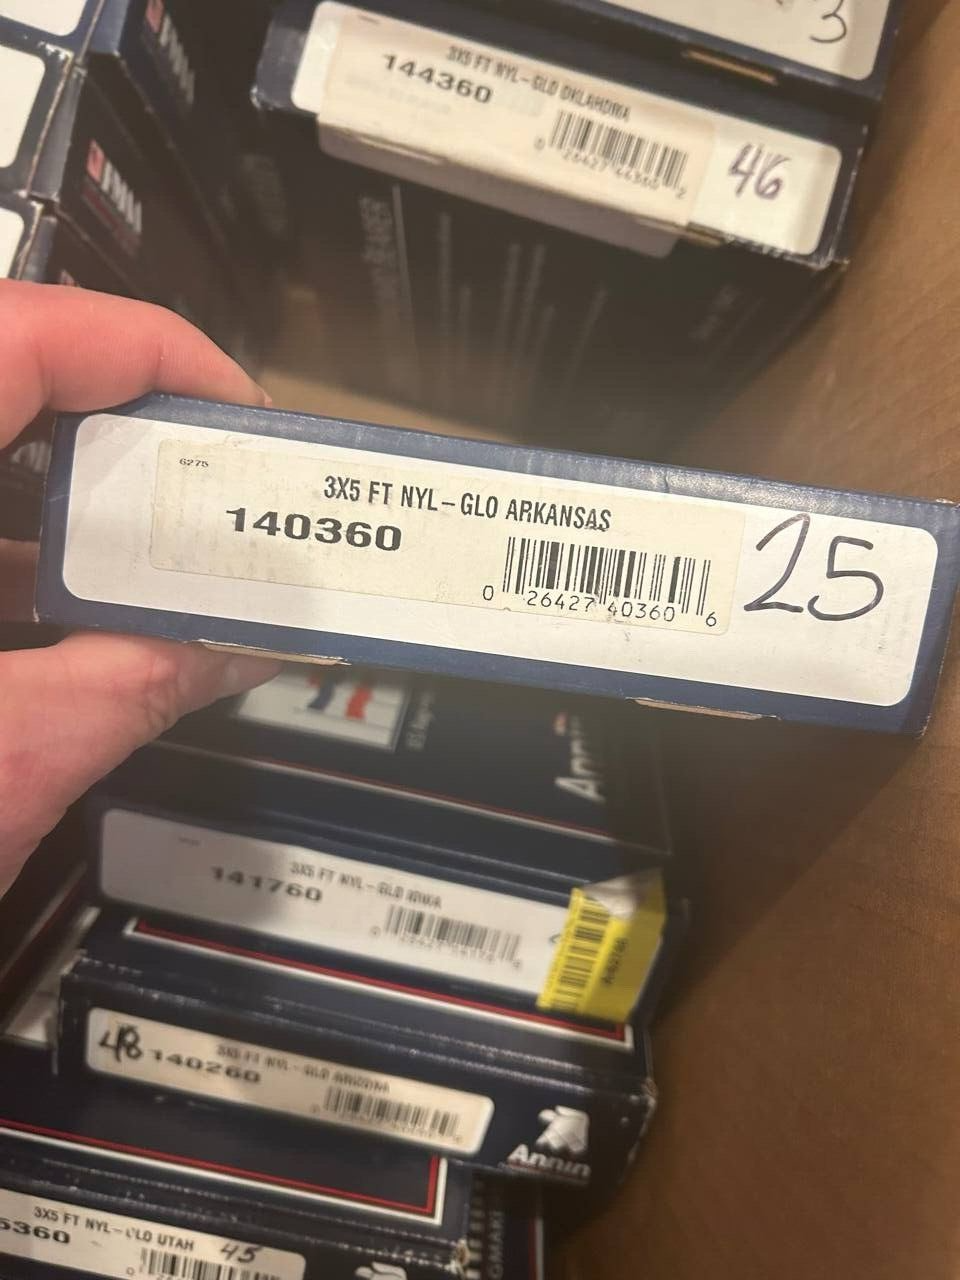 3
3X5 FT NYL-GLO OKLAHOMA
144360
0 26427 44360 2
46
6275
3X5 FT NYL-GLO ARKANSAS
140360
0 26427 40360 6
25
Annin
3X5 FT NYL-GLO IOWA
141760
48
3X5 FT NYL-GLO ARIZONA
140260
Annin
3X5 FT NYL-GLO UTAH
5360
45